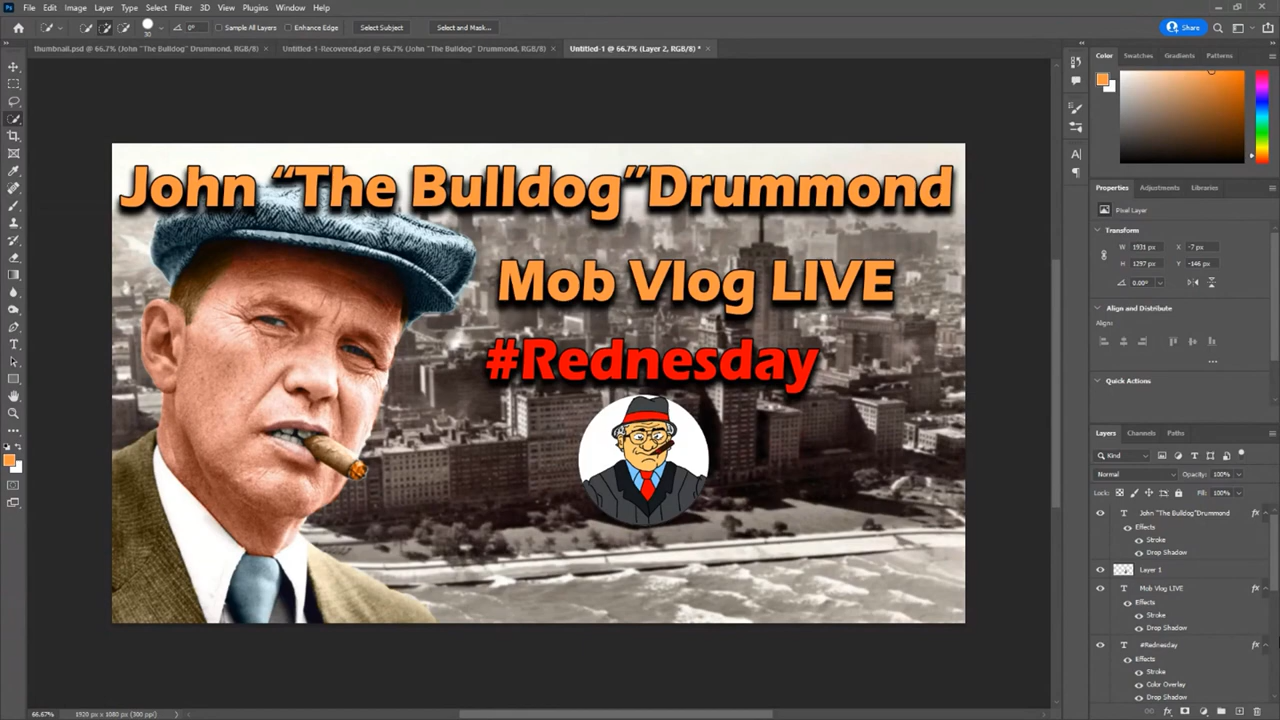 Ps File Edit Image Layer Type Select Filter 3D View Plugins Window Help
30 0° Sample All Layers Enhance Edge Select Subject Select and Mask... Share
thumbnail.psd @ 66.7% (John "The Bulldog" Drummond, RGB/8) × Untitled-1-Recovered.psd @ 66.7% (John "The Bulldog" Drummond, RGB/8) × Untitled-1 @ 66.7% (Layer 2, RGB/8) * ×
John “The Bulldog”Drummond
Mob Vlog LIVE
#Rednesday
Color Swatches Gradients Patterns
Properties Adjustments Libraries
Pixel Layer
Transform
W 1931 px X -7 px
H 1297 px Y -146 px
0.00°
Align and Distribute
Align:
Quick Actions
Layers Channels Paths
Kind
Normal Opacity: 100%
Lock: Fill: 100%
John "The Bulldog"Drummond fx
Effects
Stroke
Drop Shadow
Layer 1
Mob Vlog LIVE fx
Effects
Stroke
Drop Shadow
#Rednesday fx
Effects
Stroke
Color Overlay
Drop Shadow
66.67% 1920 px x 1080 px (300 ppi)